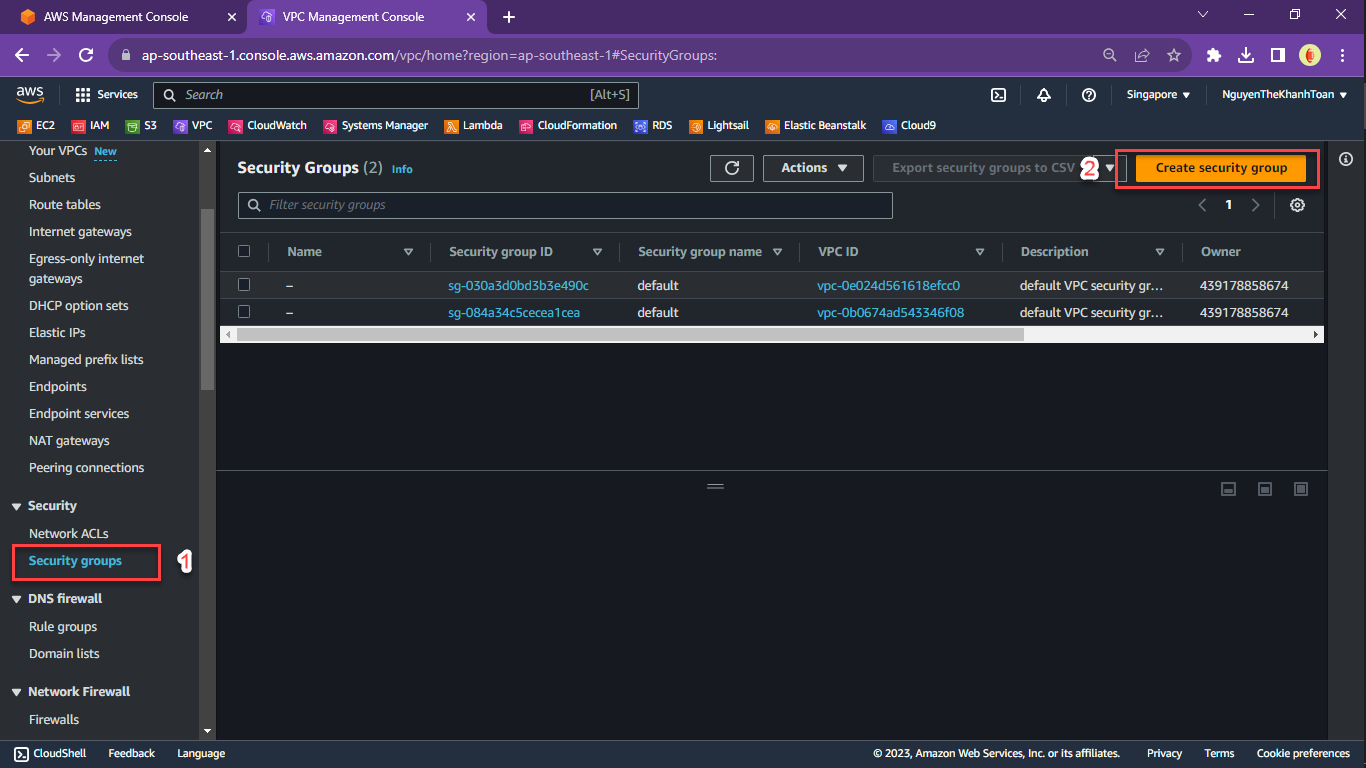 AWS Management Console
VPC Management Console
ap-southeast-1.console.aws.amazon.com/vpc/home?region=ap-southeast-1#SecurityGroups:
aws
Services
Search
[Alt+S]
Singapore
NguyenTheKhanhToan
EC2
IAM
S3
VPC
CloudWatch
Systems Manager
Lambda
CloudFormation
RDS
Lightsail
Elastic Beanstalk
Cloud9
Your VPCs New
Subnets
Route tables
Internet gateways
Egress-only internet
gateways
DHCP option sets
Elastic IPs
Managed prefix lists
Endpoints
Endpoint services
NAT gateways
Peering connections
Security
Network ACLs
Security groups
1
DNS firewall
Rule groups
Domain lists
Network Firewall
Firewalls
Security Groups (2) Info
Actions
Export security groups to CSV
2
Create security group
Filter security groups
1
Name Security group ID Security group name VPC ID Description Owner
– sg-030a3d0bd3b3e490c default vpc-0e024d561618efcc0 default VPC security gr... 439178858674
– sg-084a34c5cecea1cea default vpc-0b0674ad543346f08 default VPC security gr... 439178858674
CloudShell
Feedback
Language
© 2023, Amazon Web Services, Inc. or its affiliates.
Privacy
Terms
Cookie preferences